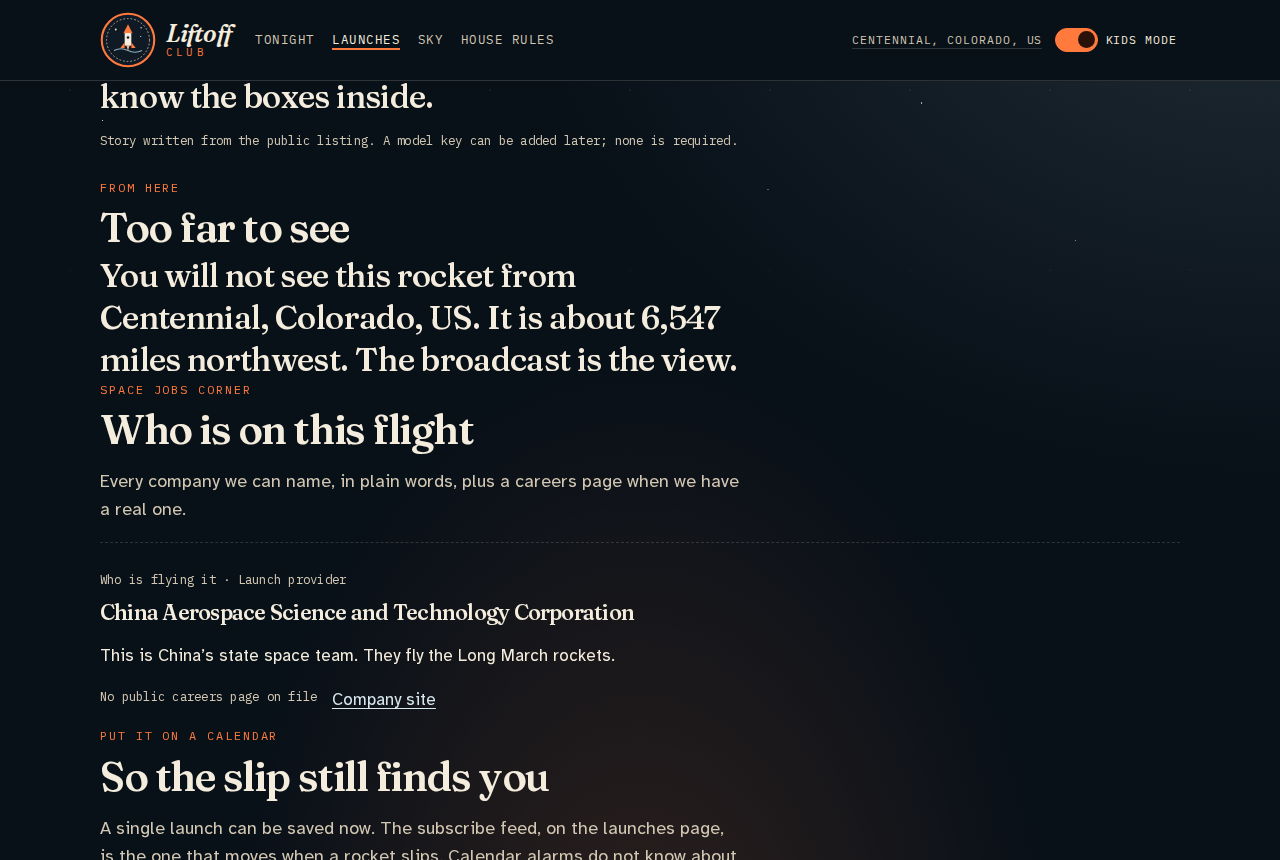 Liftoff
CLUB
TONIGHT LAUNCHES SKY HOUSE RULES
CENTENNIAL, COLORADO, US
KIDS MODE
know the boxes inside.
Story written from the public listing. A model key can be added later; none is required.
FROM HERE
Too far to see
You will not see this rocket from
Centennial, Colorado, US. It is about 6,547
miles northwest. The broadcast is the view.
SPACE JOBS CORNER
Who is on this flight
Every company we can name, in plain words, plus a careers page when we have
a real one.
Who is flying it · Launch provider
China Aerospace Science and Technology Corporation
This is China’s state space team. They fly the Long March rockets.
No public careers page on file Company site
PUT IT ON A CALENDAR
So the slip still finds you
A single launch can be saved now. The subscribe feed, on the launches page,
is the one that moves when a rocket slips. Calendar alarms do not know about